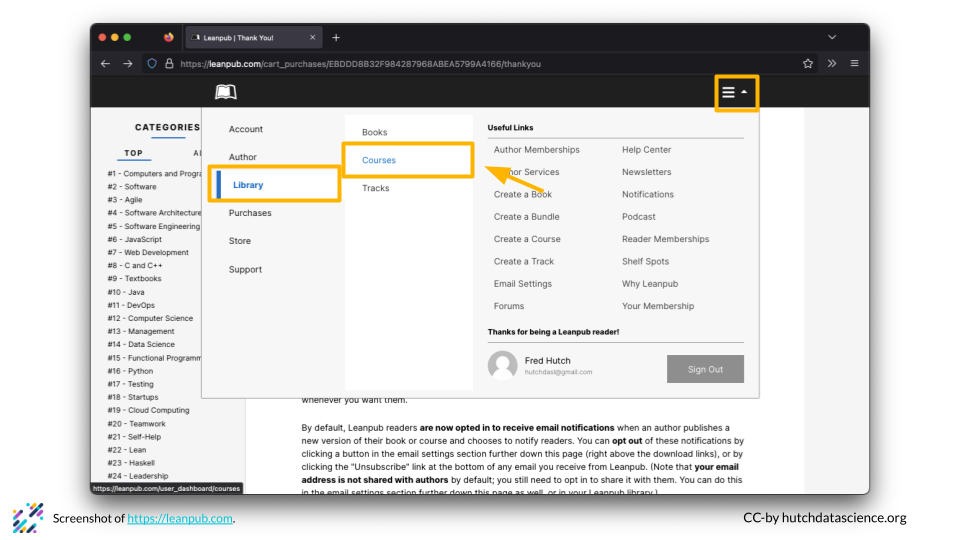 Leanpub | Thank You!
https://leanpub.com/cart_purchases/EBDDD8B32F984287968ABEA5799A4166/thankyou
CATEGORIES
TOP
#1 - Computers and
#2 - Software
#3 - Agile
#4 - Software Architecture
#5 - Software Engineering
#6 - JavaScript
#7 - Web Development
#8 - C and C++
#9 - Textbooks
#10 - Java
#11 - DevOps
#12 - Computer Science
#13 - Management
#14 - Data Science
#15 - Functional
#16 - Python
#17 - Testing
#18 - Startups
#19 - Cloud Computing
#20 - Teamwork
#21 - Self-Help
#22 - Lean
#23 - Haskell
#24 - Leadership
https://leanpub.com/user_dashboard/courses
Account
Author
Library
Purchases
Store
Support
Books
Courses
Tracks
Useful Links
Author Memberships
Services
Create a Book
Create a Bundle
Create a Course
Create a Track
Email Settings
Forums
Help Center
Newsletters
Notifications
Podcast
Reader Memberships
Shelf Spots
Why Leanpub
Your Membership
Thanks for being a Leanpub reader!
Fred Hutch
hutchdasl@gmail.com
Sign Out
whenever you want them.
By default, Leanpub readers are now opted in to receive email notifications when an author publishes a
new version of their book or course and chooses to notify readers. You can opt out of these notifications by
clicking a button in the email settings section further down this page (right above the download links), or by
clicking the "Unsubscribe" link at the bottom of any email you receive from Leanpub. (Note that your email
address is not shared with authors by default; you still need to opt in to share it with them. You can do this
in the email settings section further down this page as well, or in your Leanpub library.)
Screenshot of https://leanpub.com.
CC-by hutchdatascience.org